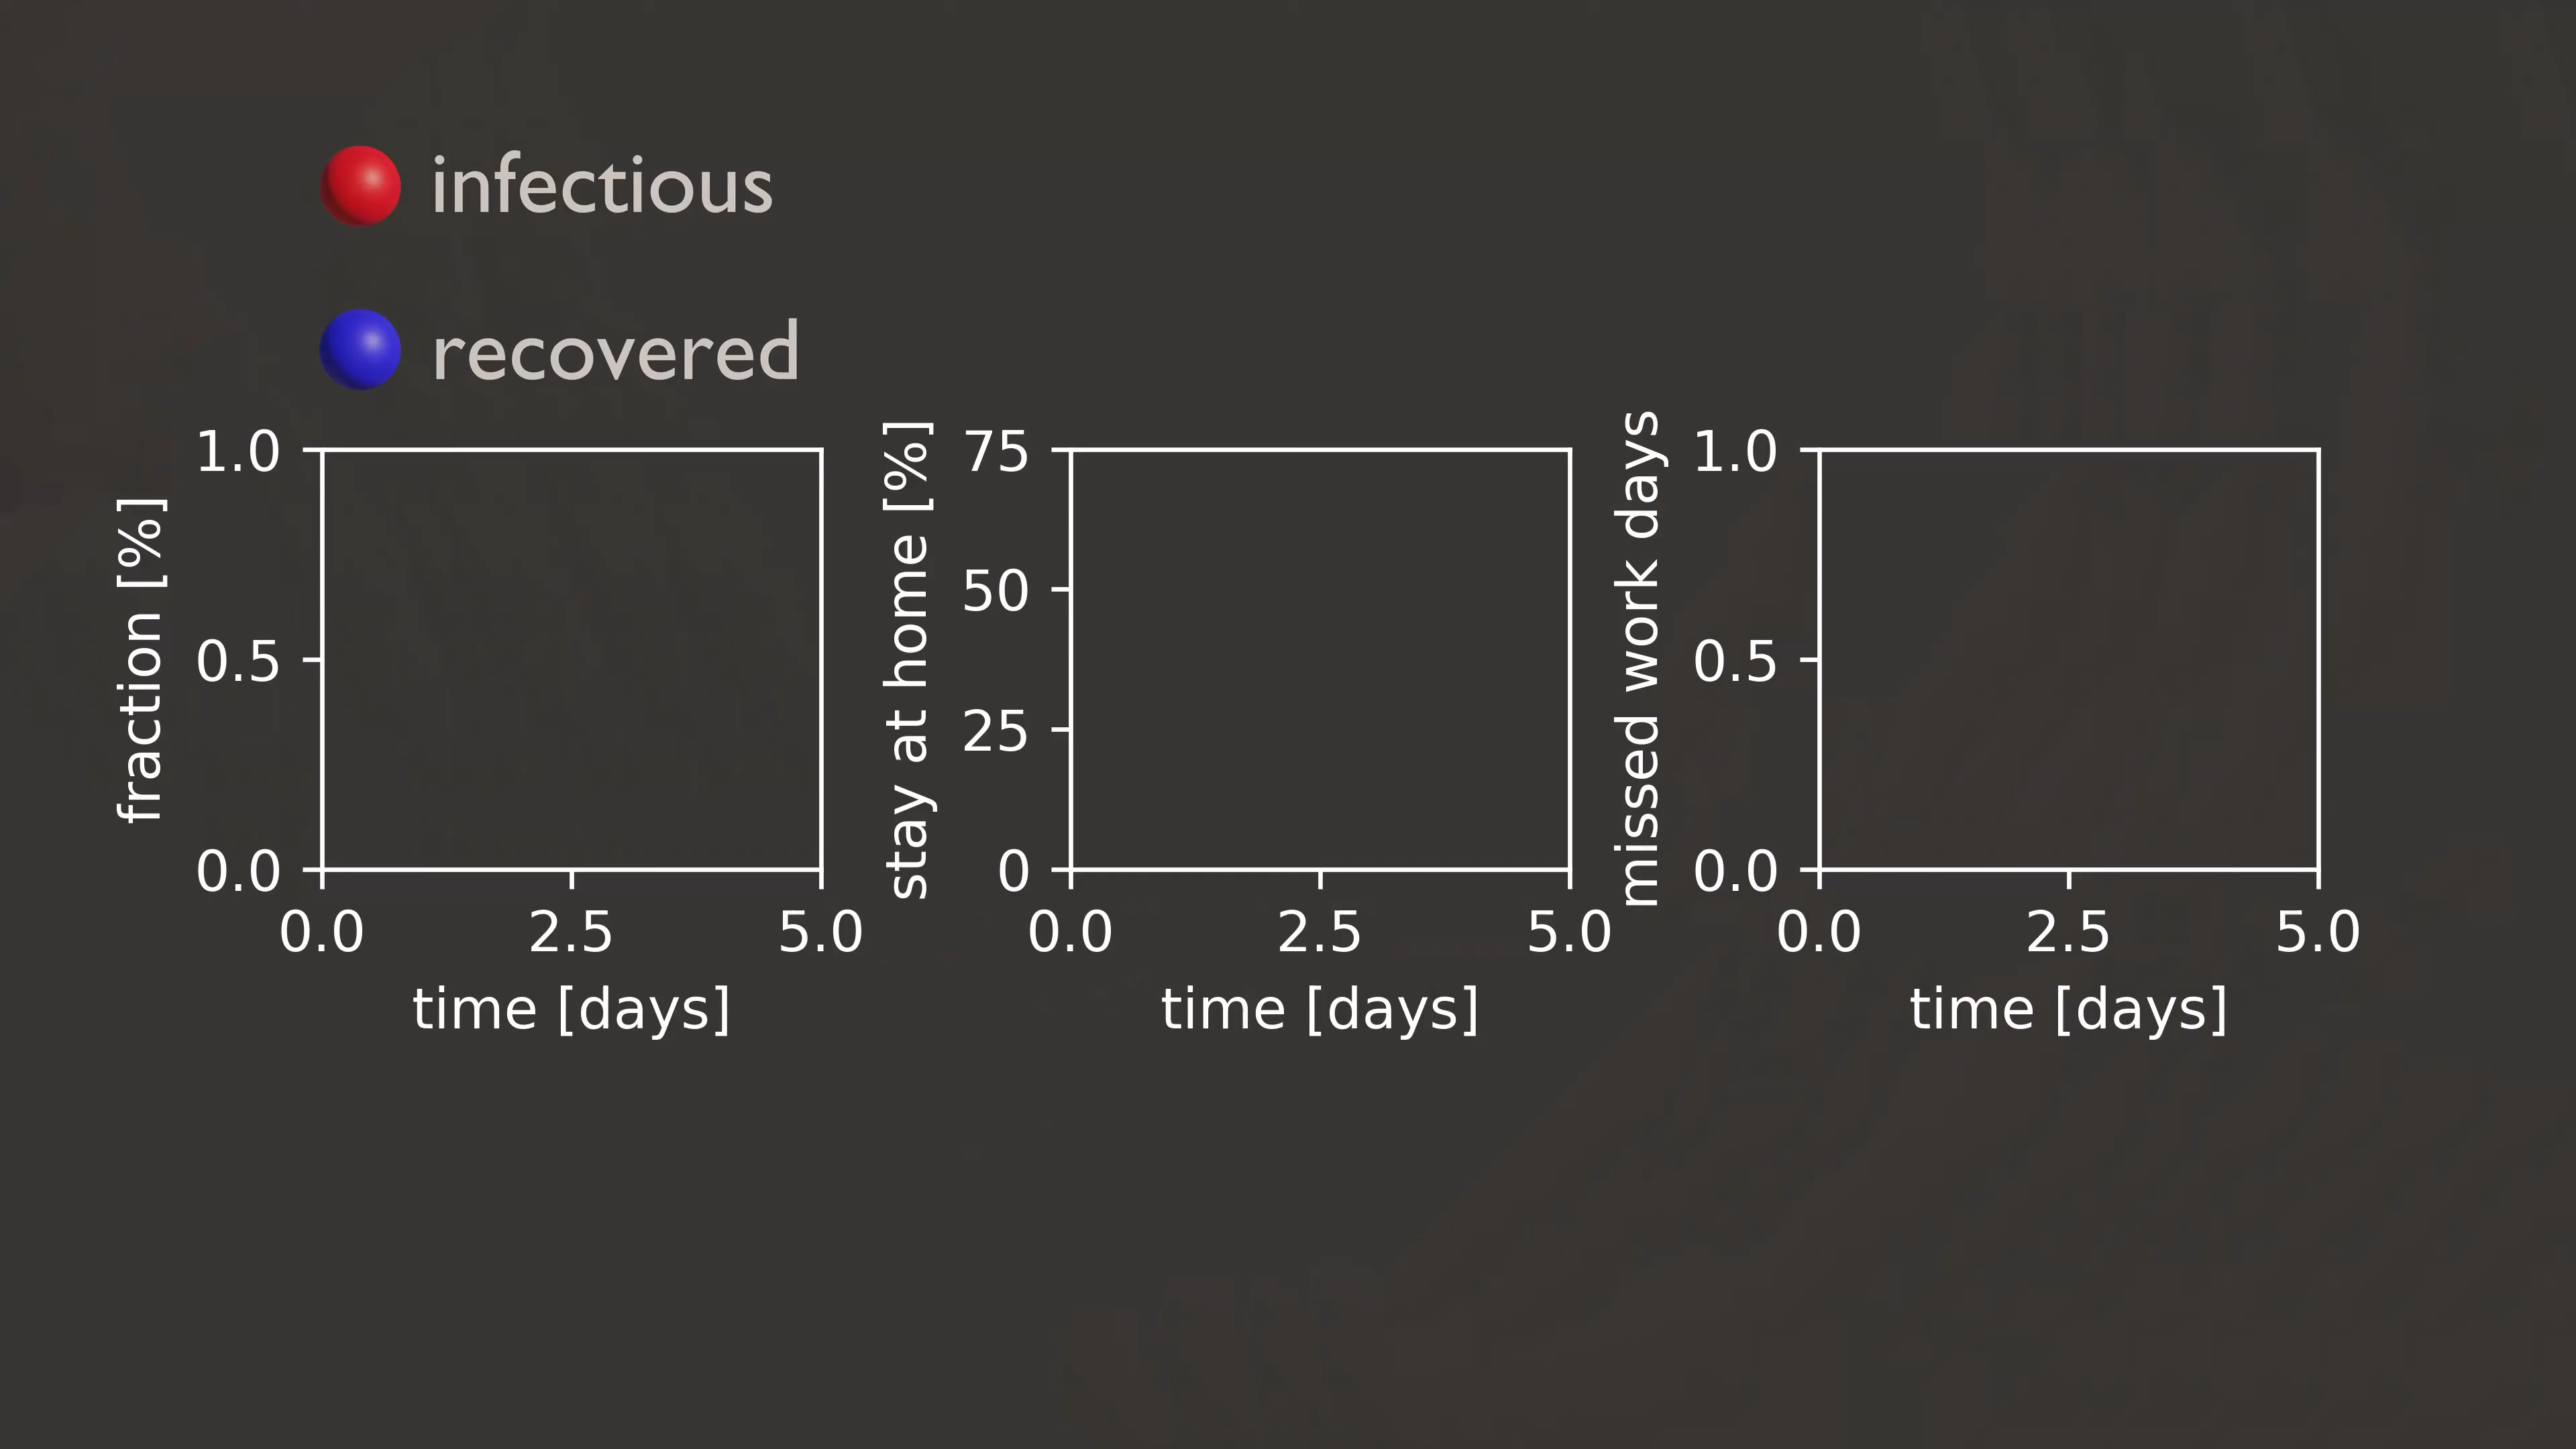 infectious
recovered
fraction [%]
1.0
0.5
0.0
0.0 2.5 5.0
time [days]
stay at home [%]
75
50
25
0
0.0 2.5 5.0
time [days]
missed work days
1.0
0.5
0.0
0.0 2.5 5.0
time [days]